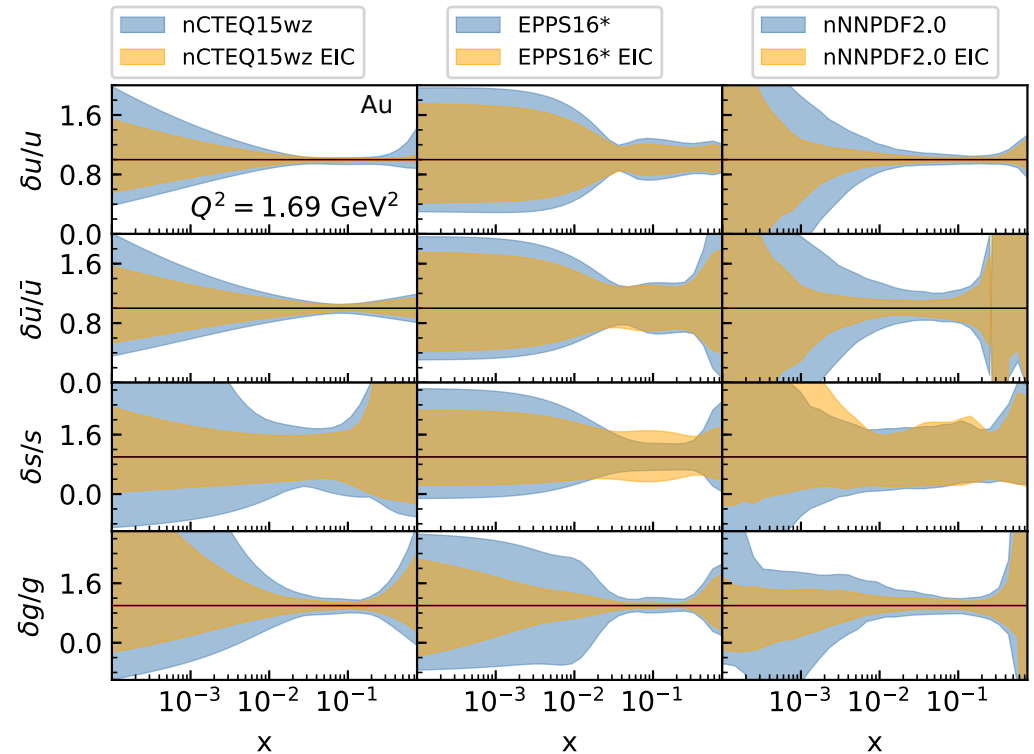 nCTEQ15wz
nCTEQ15wz EIC
EPPS16*
EPPS16* EIC
nNNPDF2.0
nNNPDF2.0 EIC
Au
Q² = 1.69 GeV²
δu/u
1.6
0.8
0.0
δū/ū
1.6
0.8
0.0
δs/s
1.6
0.0
δg/g
1.6
0.0
10⁻³ 10⁻² 10⁻¹
10⁻³ 10⁻² 10⁻¹
10⁻³ 10⁻² 10⁻¹
x
x
x